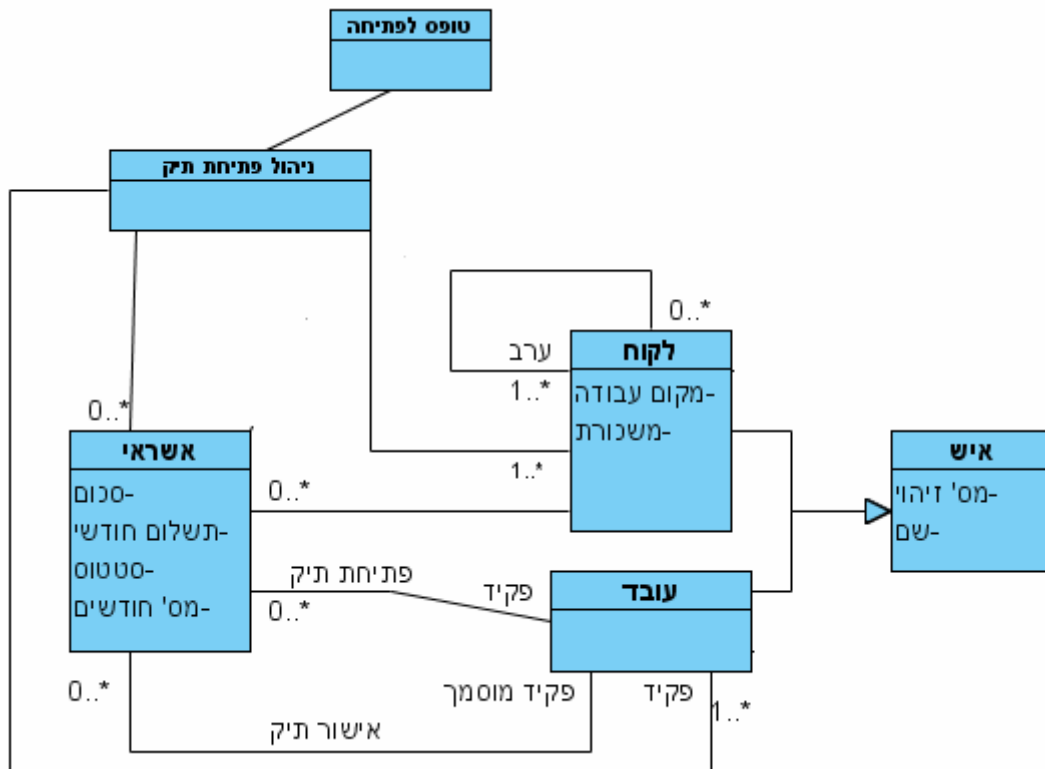 טופס לפתיחה
ניהול פתיחת תיק
0..*
לקוח
ערב
1..*
-מקום עבודה
-משכורת
0..*
אשראי
1..*
איש
-סכום
-תשלום חודשי
-סטטוס
-מס' חודשים
0..*
-מס' זיהוי
-שם
פתיחת תיק
0..*
פקיד
עובד
0..*
פקיד מוסמך
פקיד
1..*
אישור תיק